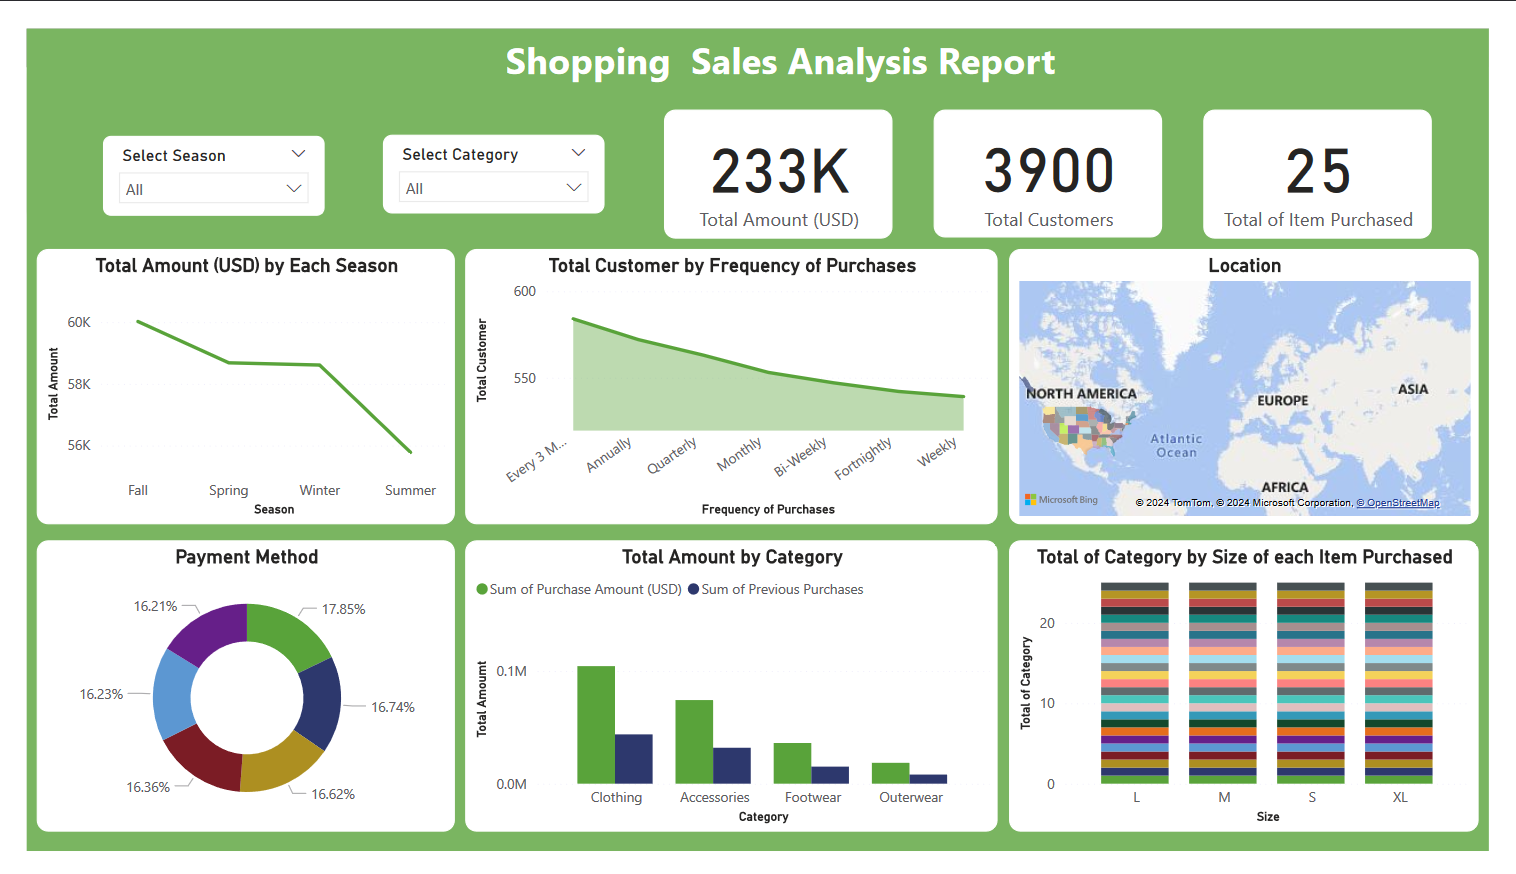 Shopping  Sales Analysis Report
Select Season
All
Select Category
All
233K
Total Amount (USD)
3900
Total Customers
25
Total of Item Purchased
Total Amount (USD) by Each Season
Total Amount
60K
58K
56K
Fall
Spring
Winter
Summer
Season
Total Customer by Frequency of Purchases
Total Customer
600
550
Every 3 M...
Annually
Quarterly
Monthly
Bi-Weekly
Fortnightly
Weekly
Frequency of Purchases
Location
NORTH AMERICA
EUROPE
ASIA
Atlantic
Ocean
AFRICA
Microsoft Bing
© 2024 TomTom, © 2024 Microsoft Corporation, © OpenStreetMap
Payment Method
16.21%
17.85%
16.23%
16.74%
16.36%
16.62%
Total Amount by Category
Sum of Purchase Amount (USD)
Sum of Previous Purchases
Total Amount
0.1M
0.0M
Clothing
Accessories
Footwear
Outerwear
Category
Total of Category by Size of each Item Purchased
Total of Category
20
10
0
L
M
S
XL
Size